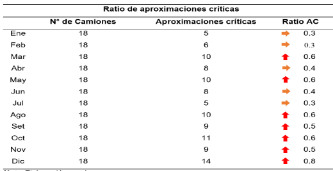 Ratio de aproximaciones críticas
N° de Camiones Aproximaciones críticas Ratio AC
Ene 18 5 0.3
Feb 18 6 0.3
Mar 18 10 0.6
Abr 18 8 0.4
May 18 10 0.6
Jun 18 8 0.4
Jul 18 5 0.3
Ago 18 10 0.6
Set 18 9 0.5
Oct 18 11 0.6
Nov 18 9 0.5
Dic 18 14 0.8